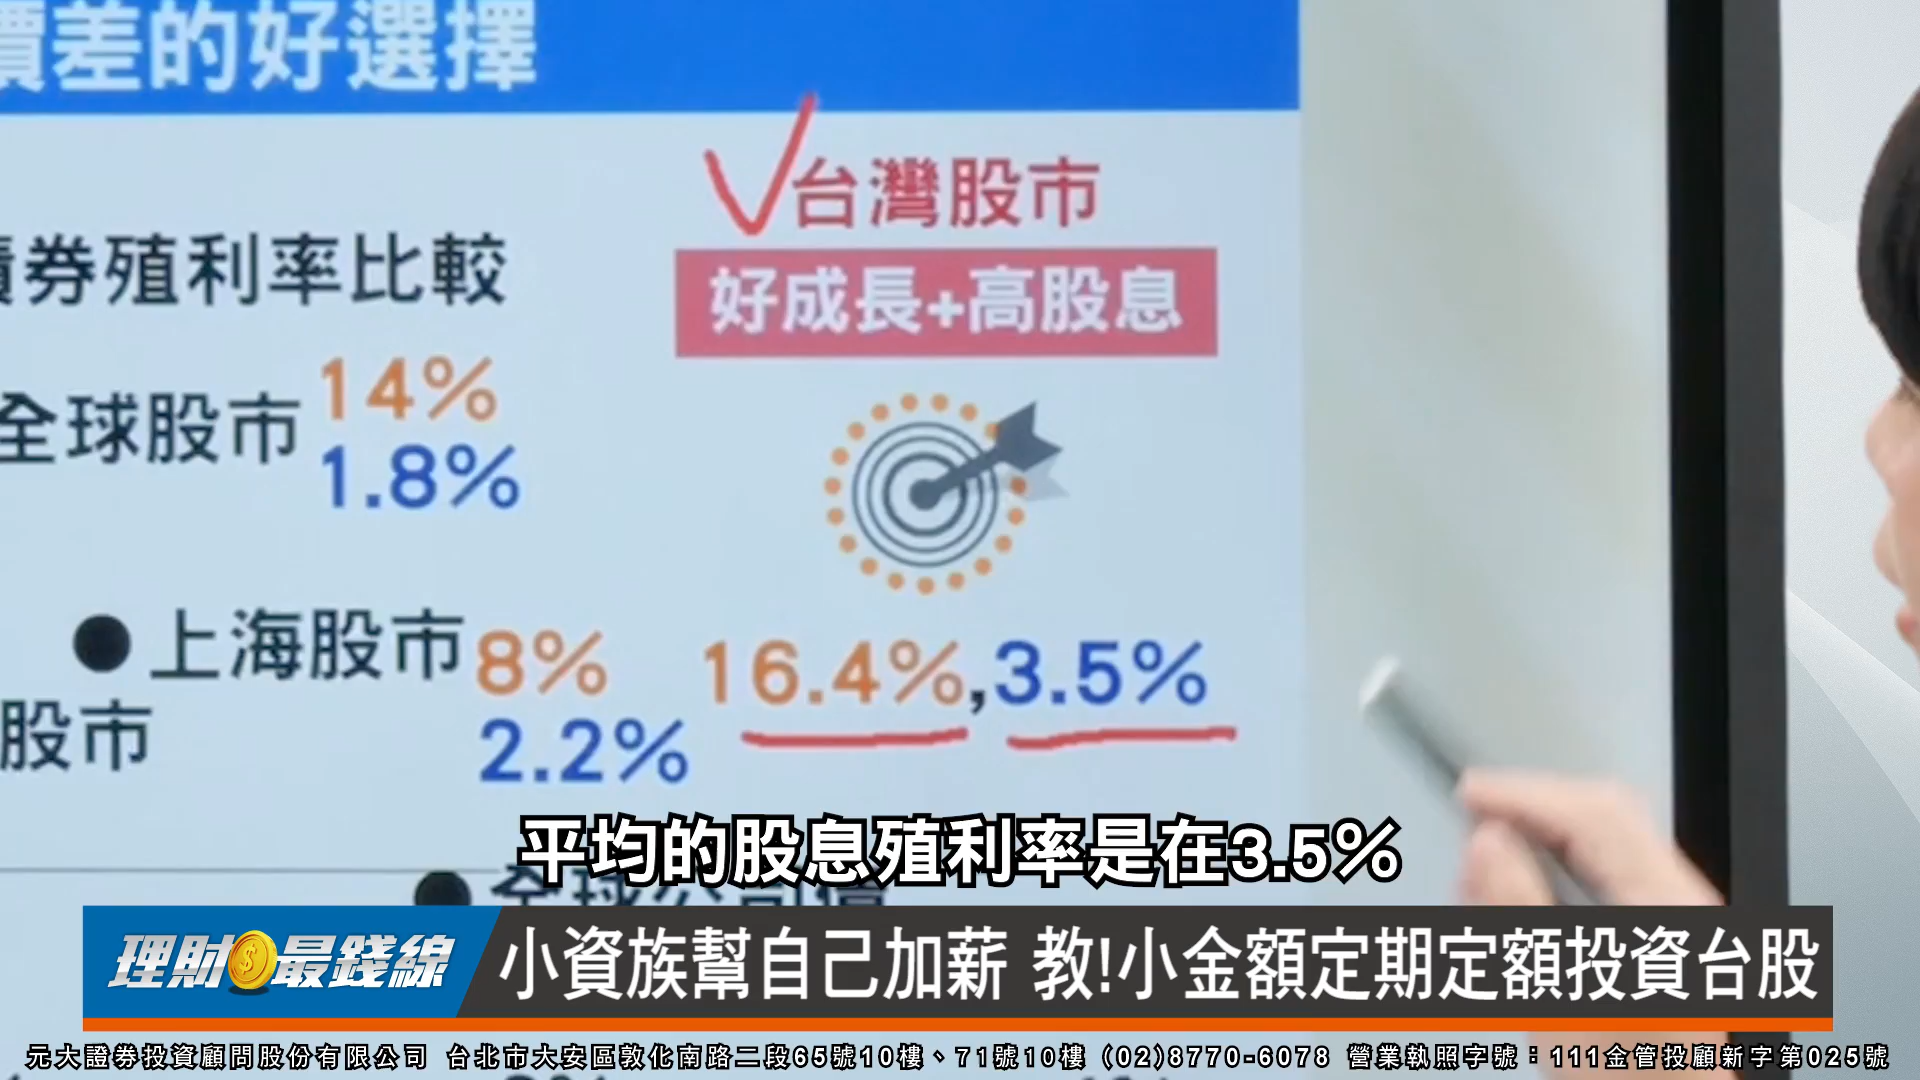 價差的好選擇
台灣股市
債券殖利率比較
好成長+高股息
14%
全球股市
1.8%
●上海股市
8%
16.4%,3.5%
股市
2.2%
平均的股息殖利率是在3.5%
理財最錢線
小資族幫自己加薪 教!小金額定期定額投資台股
元大證券投資顧問股份有限公司 台北市大安區敦化南路二段65號10樓、71號10樓 (02)8770-6078 營業執照字號：111金管投顧新字第025號